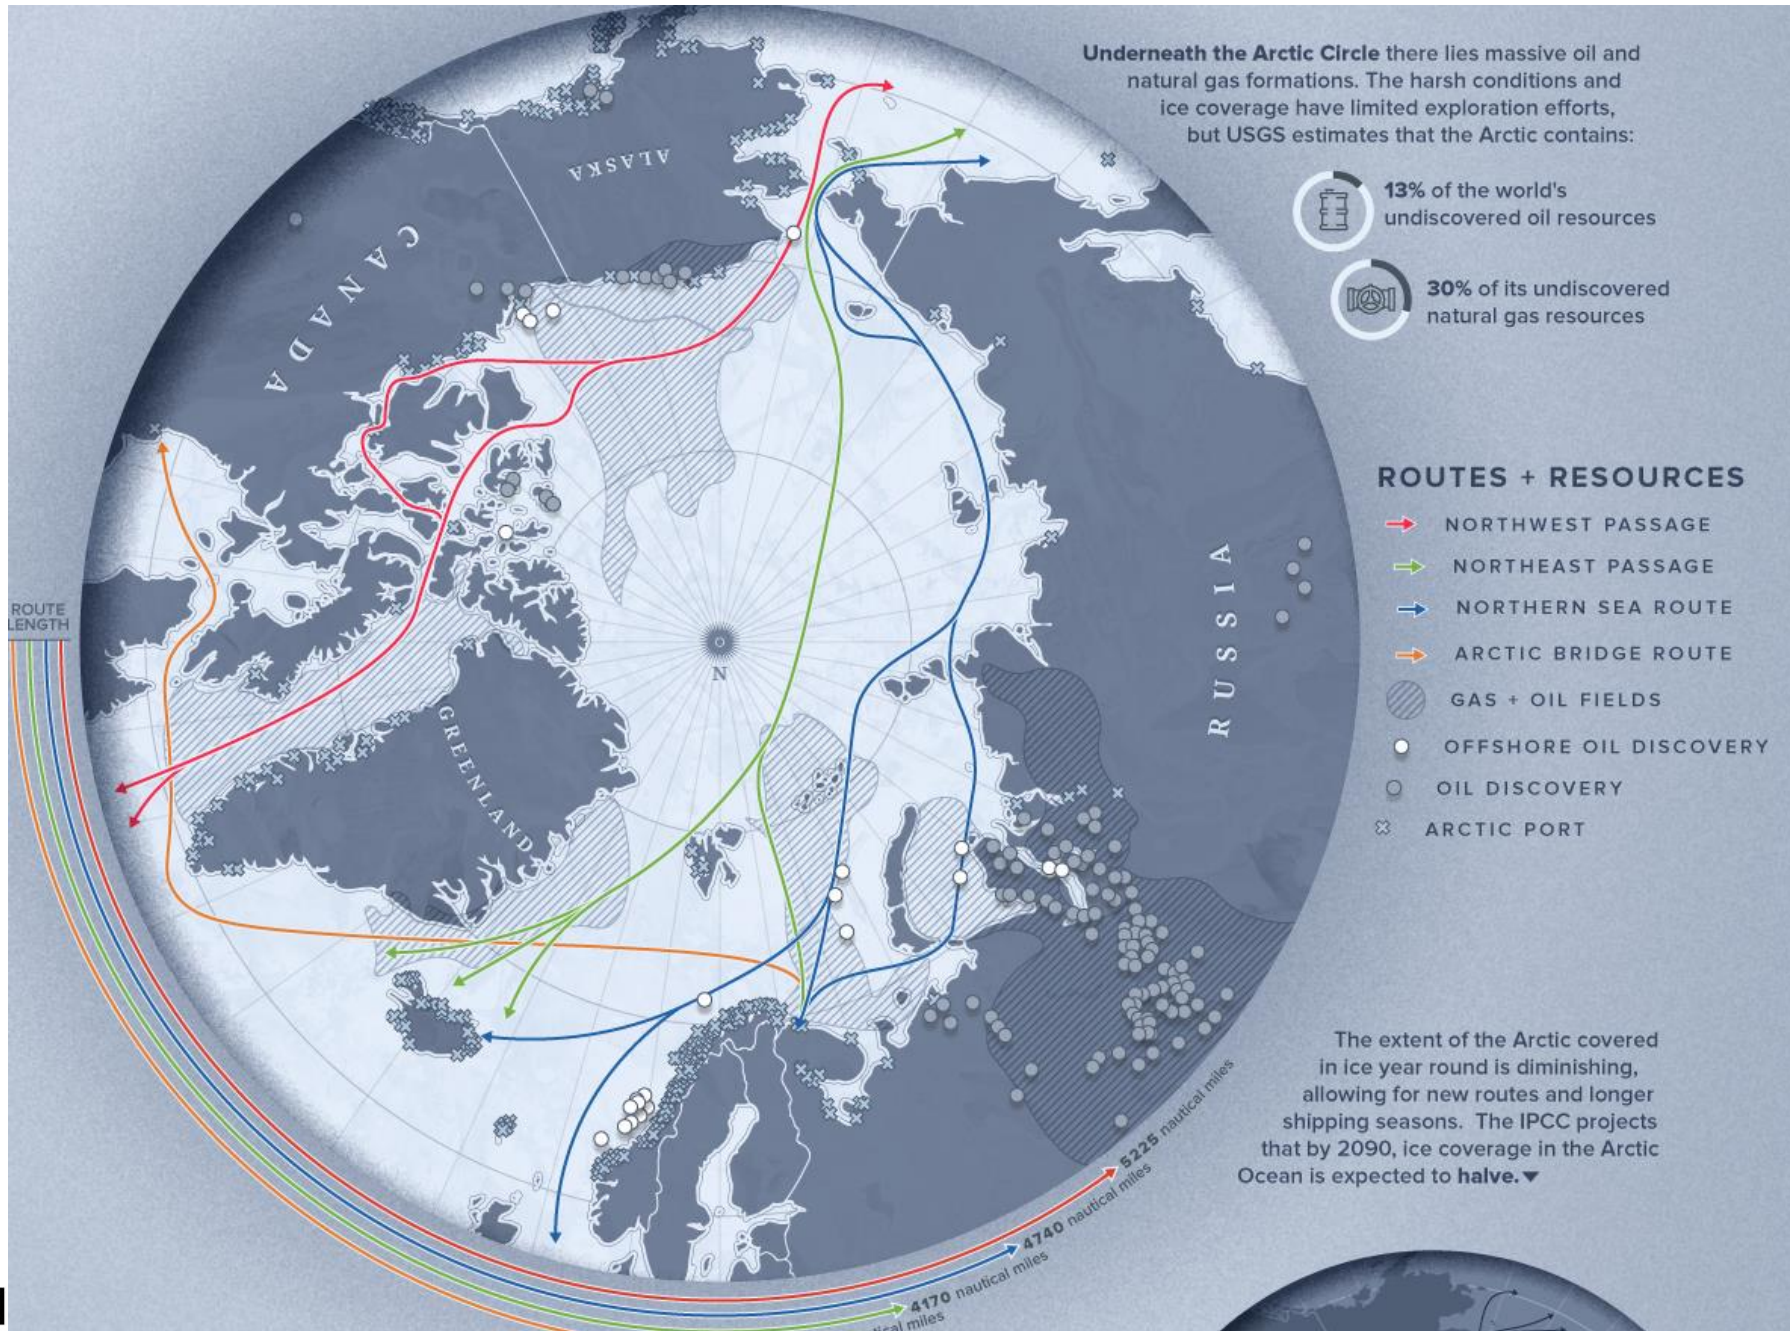 Underneath the Arctic Circle there lies massive oil and
natural gas formations. The harsh conditions and
ice coverage have limited exploration efforts,
but USGS estimates that the Arctic contains:
13% of the world's
undiscovered oil resources
30% of its undiscovered
natural gas resources
ALASKA
CANADA
GREENLAND
RUSSIA
N
ROUTES + RESOURCES
NORTHWEST PASSAGE
NORTHEAST PASSAGE
NORTHERN SEA ROUTE
ARCTIC BRIDGE ROUTE
GAS + OIL FIELDS
OFFSHORE OIL DISCOVERY
OIL DISCOVERY
ARCTIC PORT
ROUTE
LENGTH
5225 nautical miles
4740 nautical miles
4170 nautical miles
miles
The extent of the Arctic covered
in ice year round is diminishing,
allowing for new routes and longer
shipping seasons. The IPCC projects
that by 2090, ice coverage in the Arctic
Ocean is expected to halve.